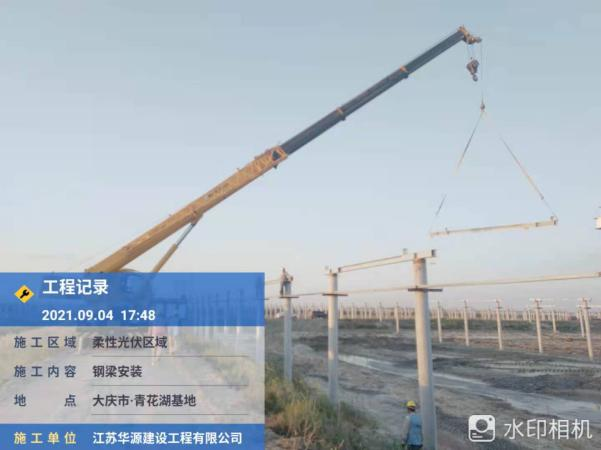 工程记录
2021.09.04 17:48
施工区域 柔性光伏区域
施工内容 钢梁安装
地点 大庆市·青花湖基地
施工单位 江苏华源建设工程有限公司
水印相机